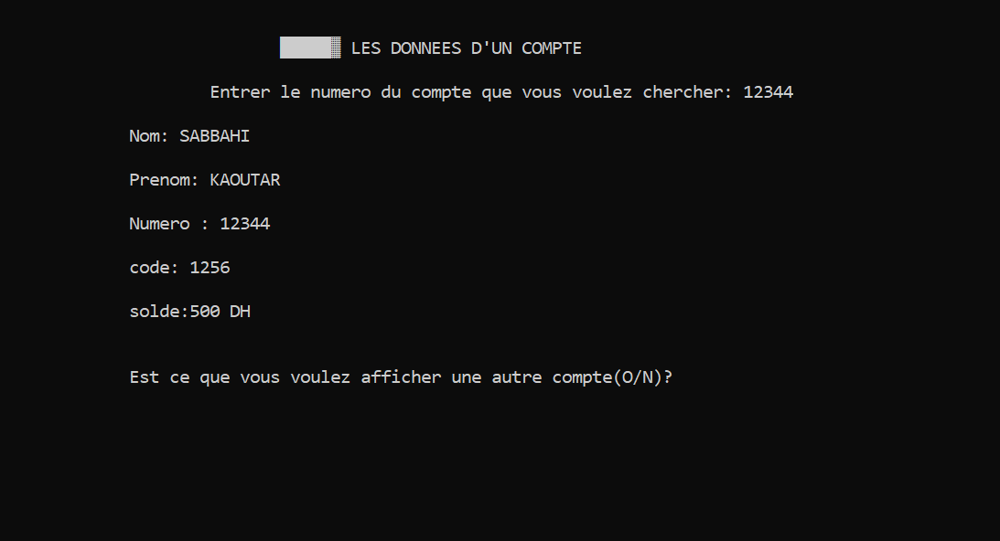 █████▓ LES DONNEES D'UN COMPTE
Entrer le numero du compte que vous voulez chercher: 12344
Nom: SABBAHI
Prenom: KAOUTAR
Numero : 12344
code: 1256
solde:500 DH
Est ce que vous voulez afficher une autre compte(O/N)?